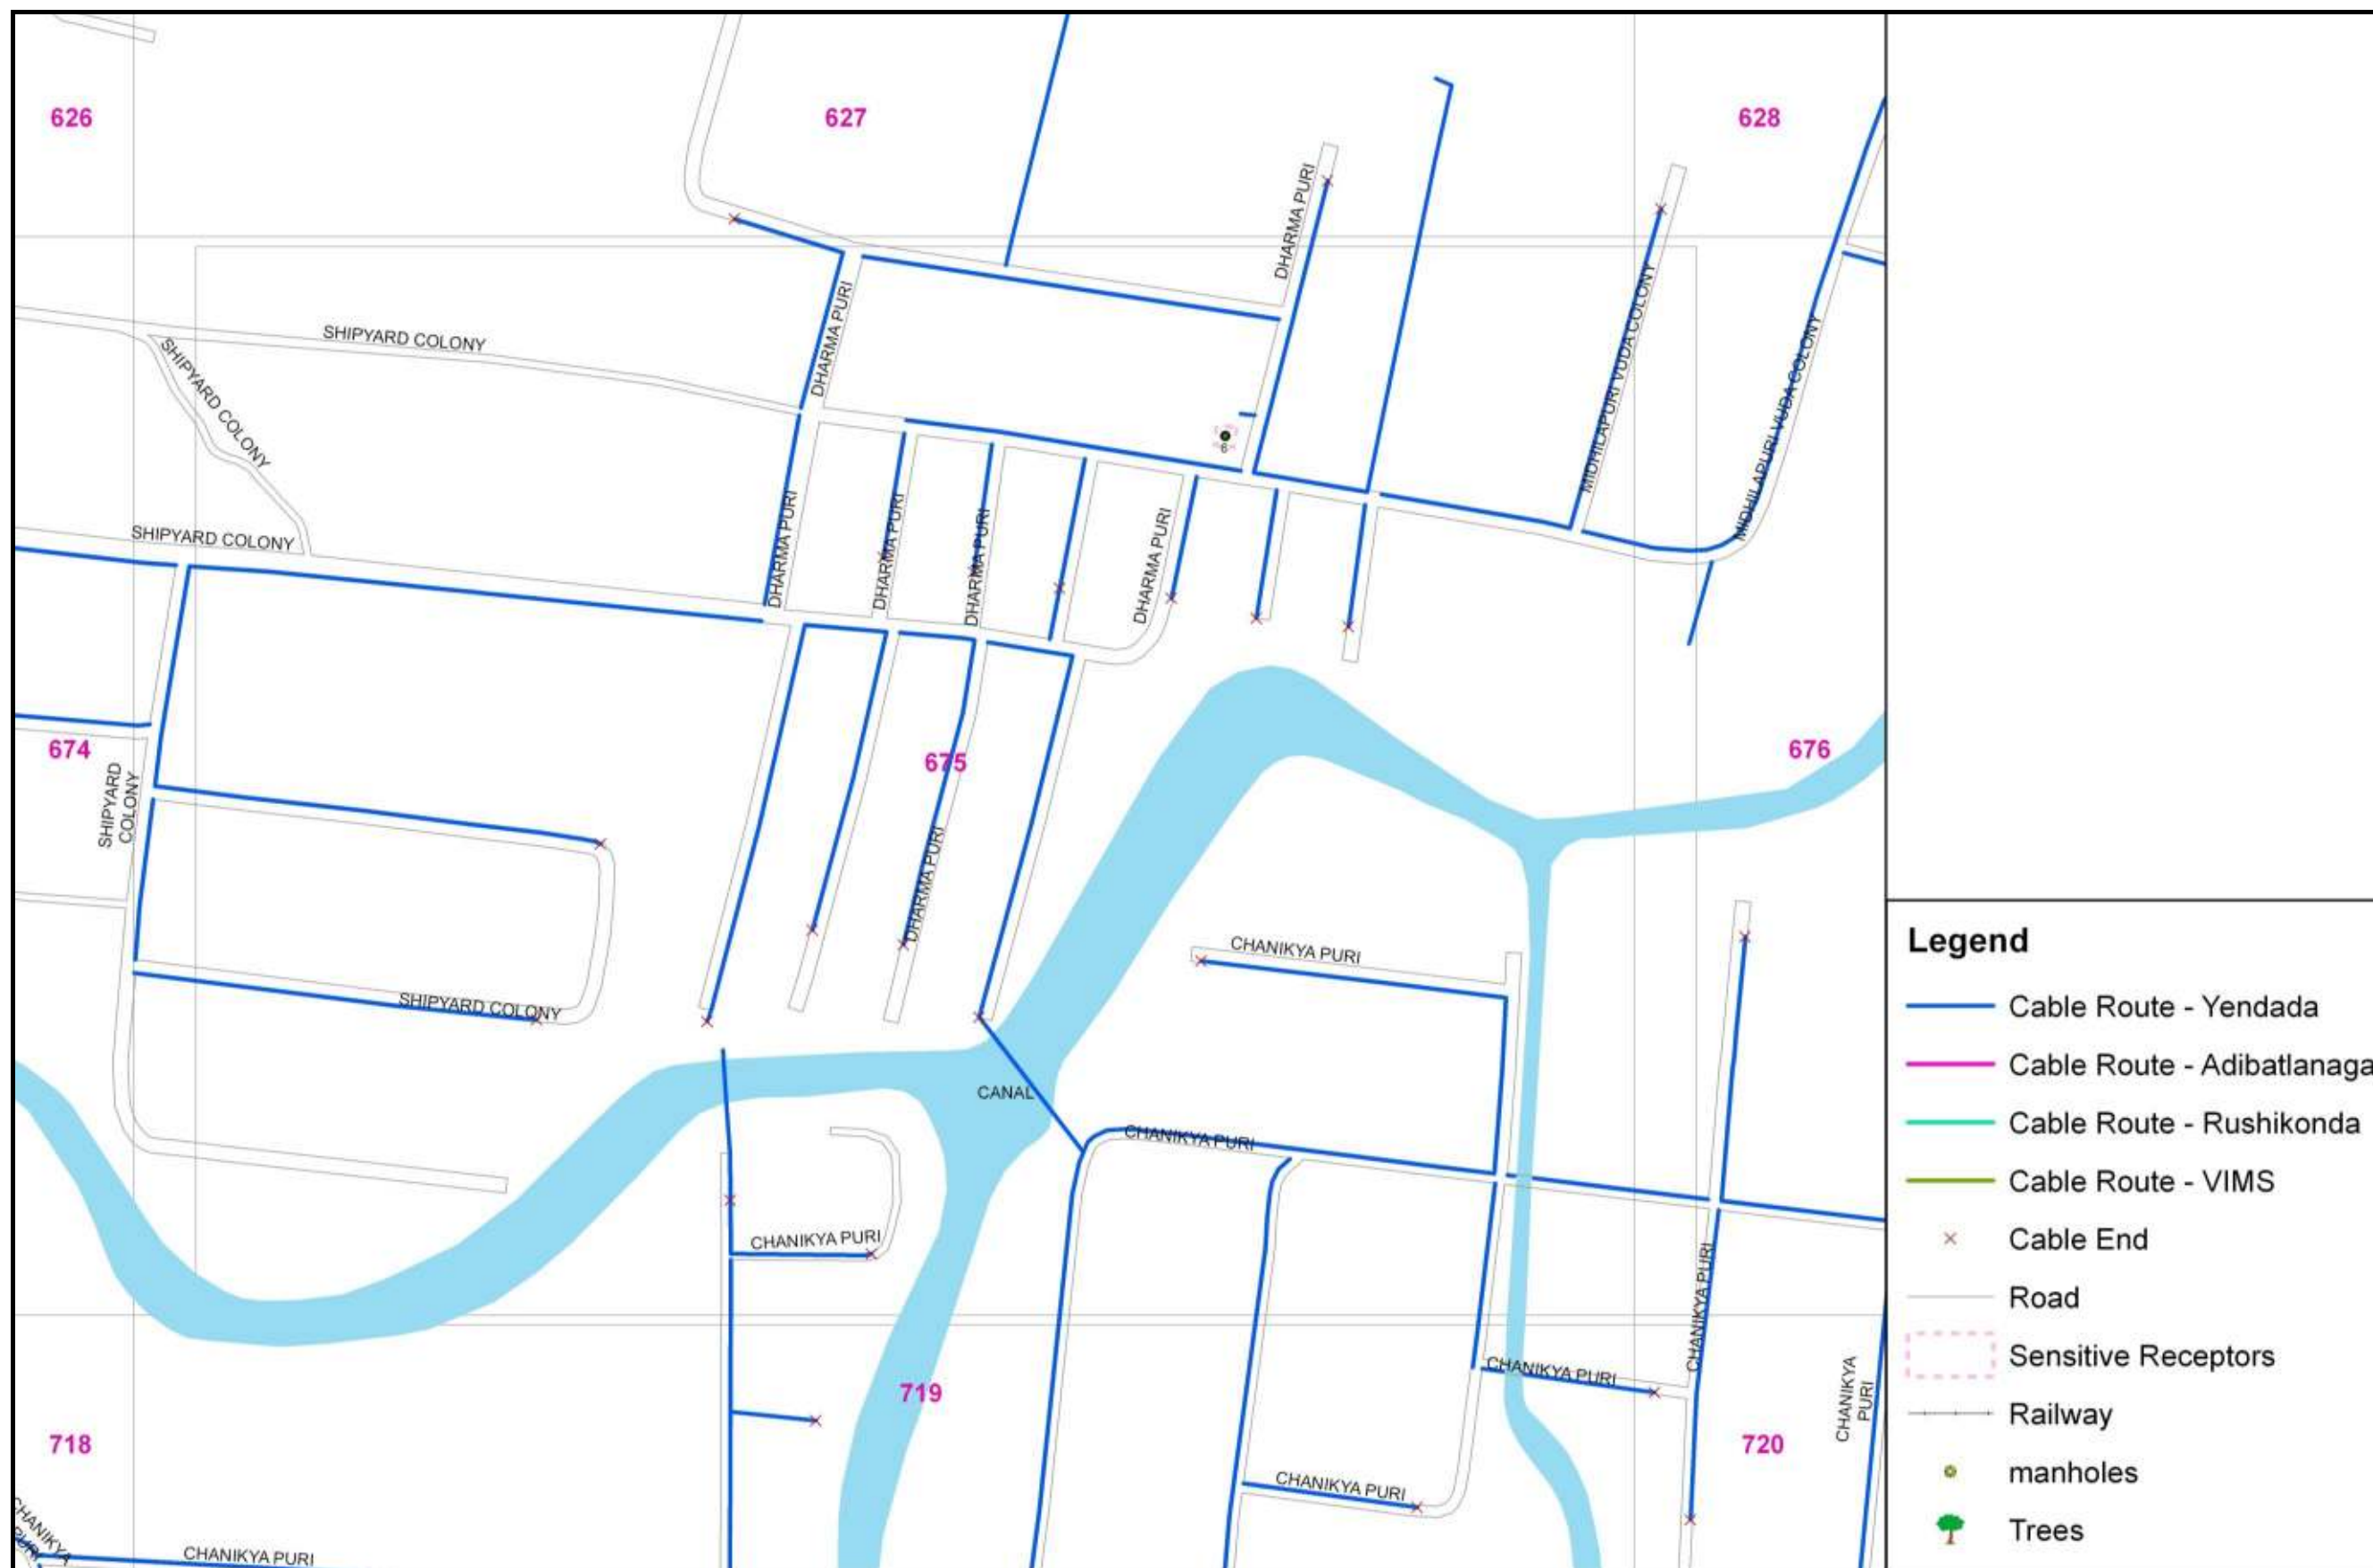 626
627
628
DHARMA PURI
SHIPYARD COLONY
SHIPYARD COLONY
DHARMA PURI
MIDHILAPURI VUDA COLONY
MIDHILAPURI VUDA COLONY
6
SHIPYARD COLONY
DHARMA PURI
DHARMA PURI
DHARMA PURI
DHARMA PURI
674
675
676
SHIPYARD
COLONY
DHARMA PURI
SHIPYARD COLONY
CHANIKYA PURI
CANAL
CHANIKYA PURI
CHANIKYA PURI
CHANIKYA PURI
CHANIKYA PURI
CHANIKYA
PURI
718
719
720
CHANIKYA PURI
CHANIKYA
PURI
CHANIKYA PURI
Legend
Cable Route - Yendada
Cable Route - Adibatlanaga
Cable Route - Rushikonda
Cable Route - VIMS
Cable End
Road
Sensitive Receptors
Railway
manholes
Trees